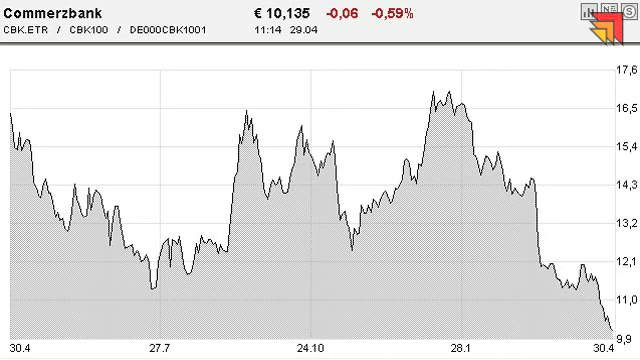 Commerzbank € 10,135 -0,06 -0,59%
CBK.ETR / CBK100 / DE000CBK1001 11:14 29.04
N S
17,6
16,5
15,4
14,3
13,2
12,1
11,0
9,9
30.4 27.7 24.10 28.1 30.4